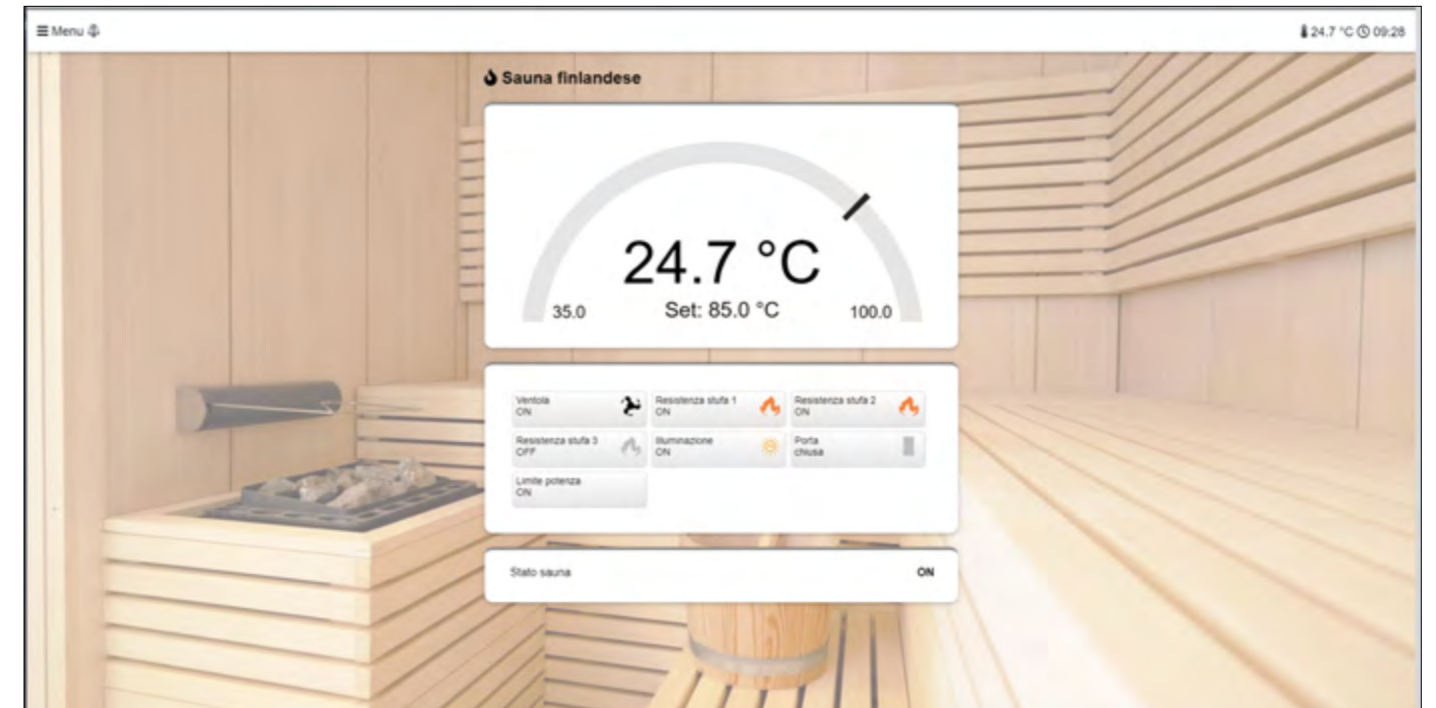 Menu
24.7 °C 09:28
Sauna finlandese
24.7 °C
35.0 Set: 85.0 °C 100.0
Ventola
ON
Resistenza stufa 1
ON
Resistenza stufa 2
ON
Resistenza stufa 3
OFF
Illuminazione
ON
Porta
chiusa
Limite potenza
ON
Stato sauna ON